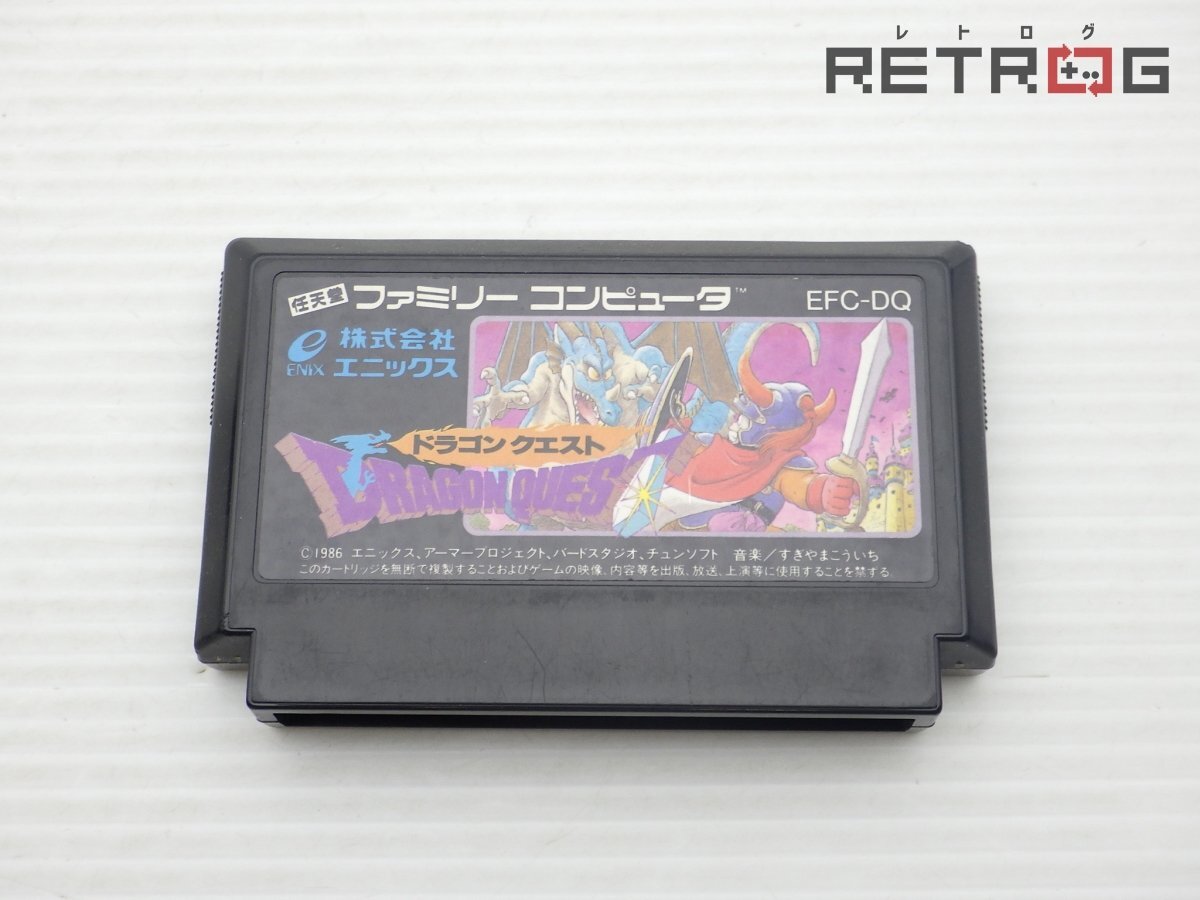 レトログ
RETROG
任天堂 ファミリー コンピュータ™ EFC-DQ
株式会社
ENIX エニックス
ドラゴン クエスト
DRAGON QUEST
©1986 エニックス、アーマープロジェクト、バードスタジオ、チュンソフト 音楽/すぎやまこういち
このカートリッジを無断で複製することおよびゲームの映像、内容等を出版、放送、上演等に使用することを禁ずる.